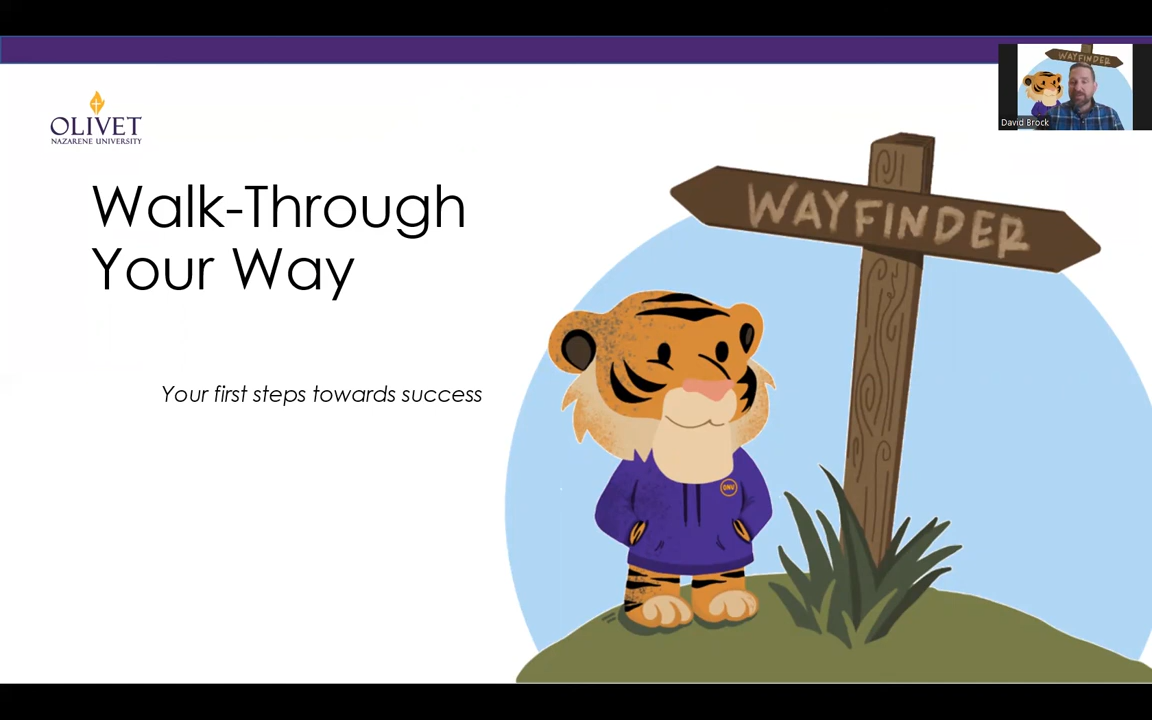 OLIVET
NAZARENE UNIVERSITY
Walk-Through
Your Way
Your first steps towards success
WAYFINDER
ONU
WAYFINDER
David Brock